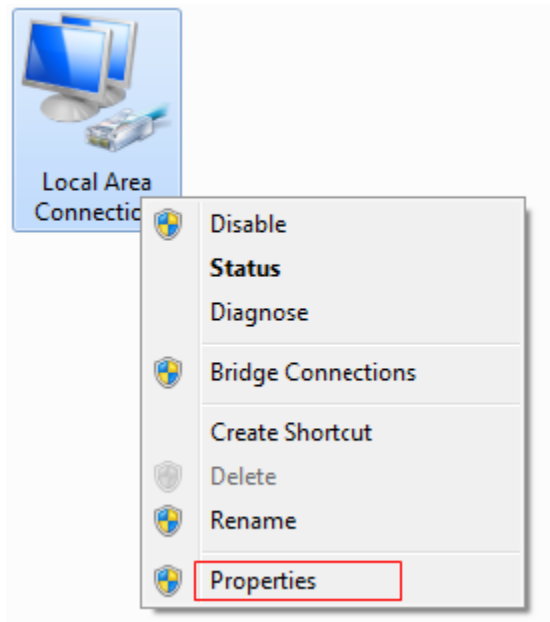 Local Area
Connectio
Disable
Status
Diagnose
Bridge Connections
Create Shortcut
Delete
Rename
Properties